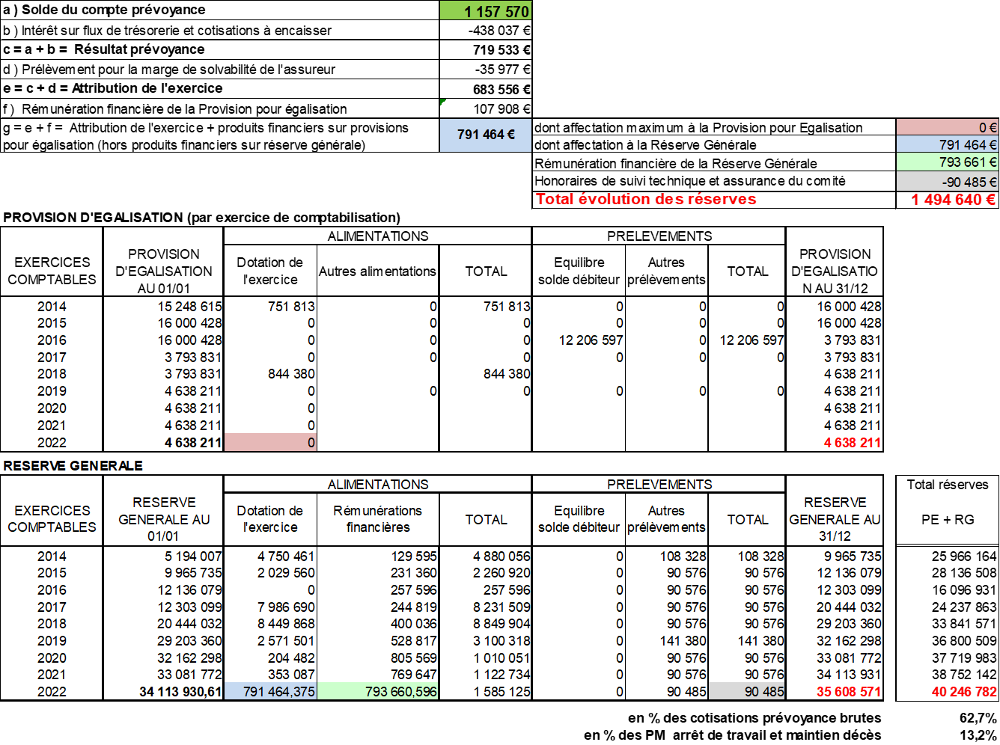 a ) Solde du compte prévoyance 1 157 570
b ) Intérêt sur flux de trésorerie et cotisations à encaisser -438 037 €
c = a + b = Résultat prévoyance 719 533 €
d ) Prélèvement pour la marge de solvabilité de l'assureur -35 977 €
e = c + d = Attribution de l'exercice 683 556 €
f ) Rémunération financière de la Provision pour égalisation 107 908 €
g = e + f = Attribution de l'exercice + produits financiers sur provisions
pour égalisation (hors produits financiers sur réserve générale) 791 464 €
dont affectation maximum à la Provision pour Egalisation 0 €
dont affectation à la Réserve Générale 791 464 €
Rémunération financière de la Réserve Générale 793 661 €
Honoraires de suivi technique et assurance du comité -90 485 €
Total évolution des réserves 1 494 640 €
PROVISION D'EGALISATION (par exercice de comptabilisation)
ALIMENTATIONS PRELEVEMENTS
EXERCICES
COMPTABLES
PROVISION
D'EGALISATION
AU 01/01
Dotation de
l'exercice
Autres alimentations
TOTAL
Equilibre
solde débiteur
Autres
prélèvements
TOTAL
PROVISION
D'EGALISATIO
N AU 31/12
2014 15 248 615 751 813 0 751 813 0 0 0 16 000 428
2015 16 000 428 0 0 0 0 0 0 16 000 428
2016 16 000 428 0 0 0 12 206 597 0 12 206 597 3 793 831
2017 3 793 831 0 0 0 0 0 0 3 793 831
2018 3 793 831 844 380 844 380 4 638 211
2019 4 638 211 0 0 0 0 0 0 4 638 211
2020 4 638 211 0 4 638 211
2021 4 638 211 0 4 638 211
2022 4 638 211 0 4 638 211
RESERVE GENERALE
ALIMENTATIONS PRELEVEMENTS
EXERCICES
COMPTABLES
RESERVE
GENERALE AU
01/01
Dotation de
l'exercice
Rémunérations
financières
TOTAL
Equilibre
solde débiteur
Autres
prélèvements
TOTAL
RESERVE
GENERALE AU
31/12
Total réserves
PE + RG
2014 5 194 007 4 750 461 129 595 4 880 056 0 108 328 108 328 9 965 735 25 966 164
2015 9 965 735 2 029 560 231 360 2 260 920 0 90 576 90 576 12 136 079 28 136 508
2016 12 136 079 0 257 596 257 596 0 90 576 90 576 12 303 099 16 096 931
2017 12 303 099 7 986 690 244 819 8 231 509 0 90 576 90 576 20 444 032 24 237 863
2018 20 444 032 8 449 868 400 036 8 849 904 0 90 576 90 576 29 203 360 33 841 571
2019 29 203 360 2 571 501 528 817 3 100 318 0 141 380 141 380 32 162 298 36 800 509
2020 32 162 298 204 482 805 569 1 010 051 0 90 576 90 576 33 081 772 37 719 983
2021 33 081 772 353 087 769 647 1 122 734 0 90 576 90 576 34 113 931 38 752 142
2022 34 113 930,61 791 464,375 793 660,596 1 585 125 0 90 485 90 485 35 608 571 40 246 782
en % des cotisations prévoyance brutes 62,7%
en % des PM arrêt de travail et maintien décès 13,2%